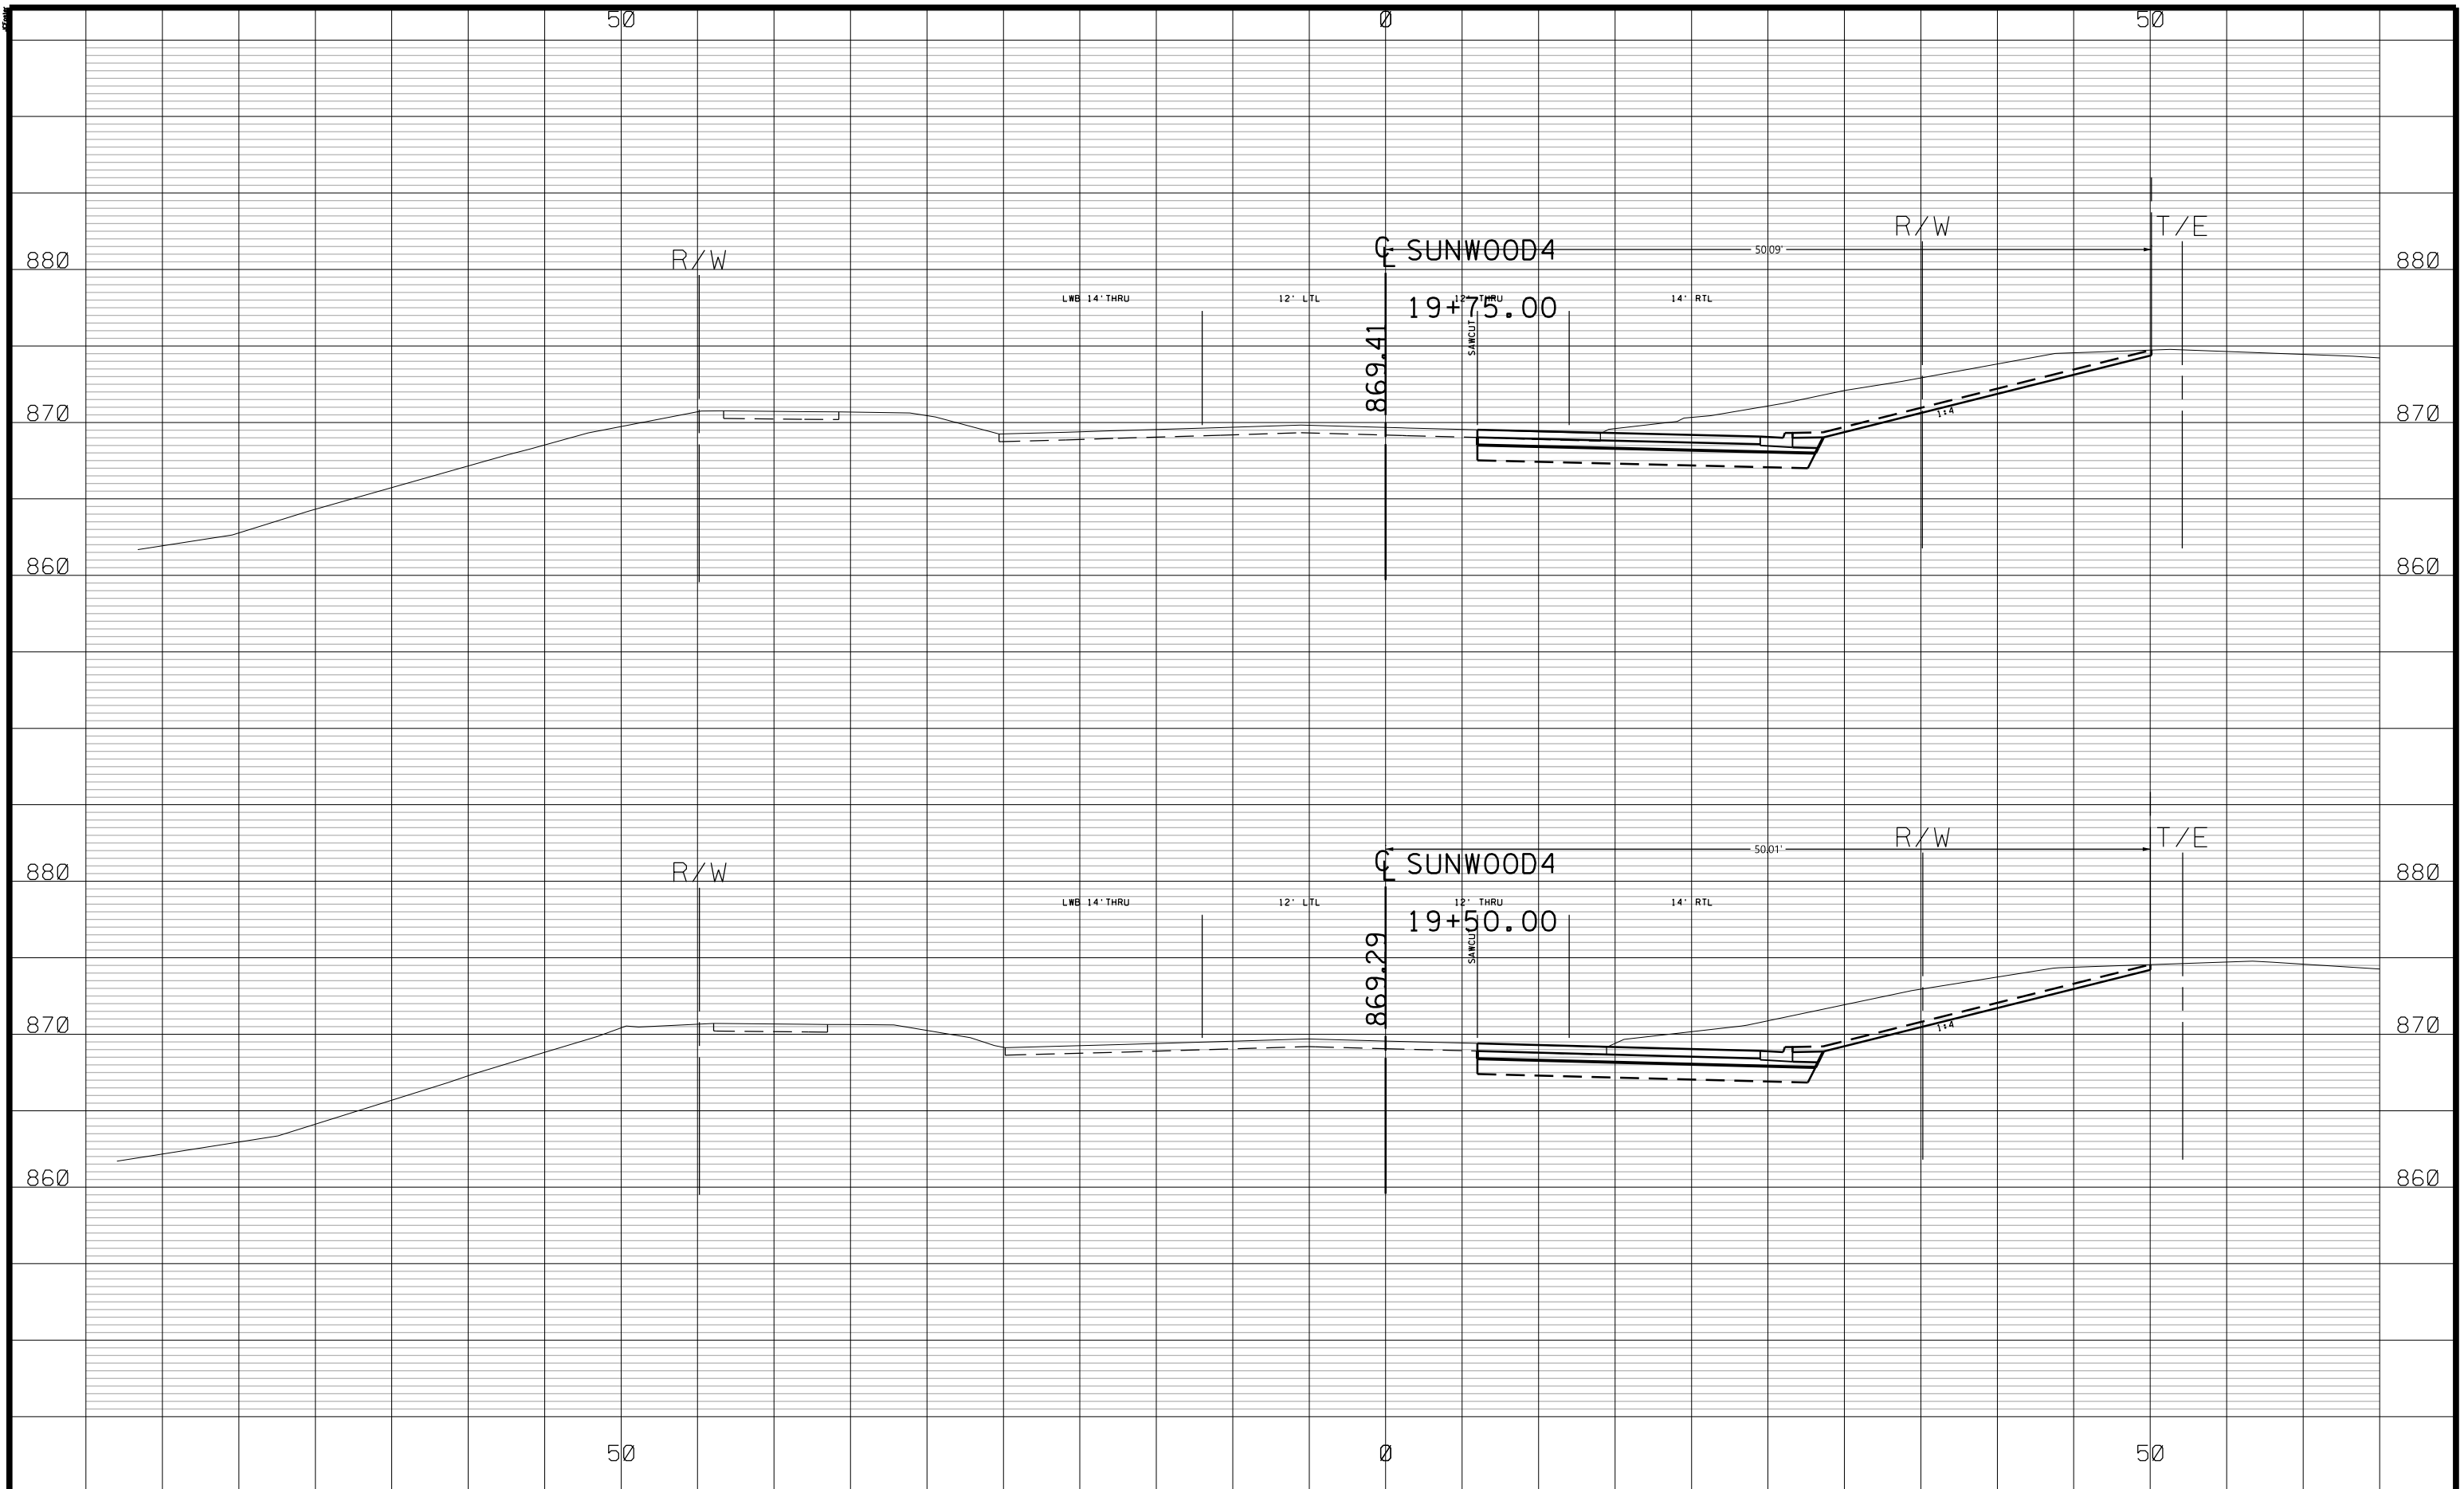 50 0 50
R/W T/E
℄ SUNWOOD4 50.09'
R/W
880 880
LWB 14'THRU 12' LTL 12' THRU 14' RTL
19+75.00
SAWCUT
869.41
870 870
1:4
860 860
R/W T/E
50.01'
℄ SUNWOOD4
R/W
880 880
LWB 14'THRU 12' LTL 12' THRU 14' RTL
19+50.00
SAWCUT
869.29
870 870
1:4
860 860
50 0 50